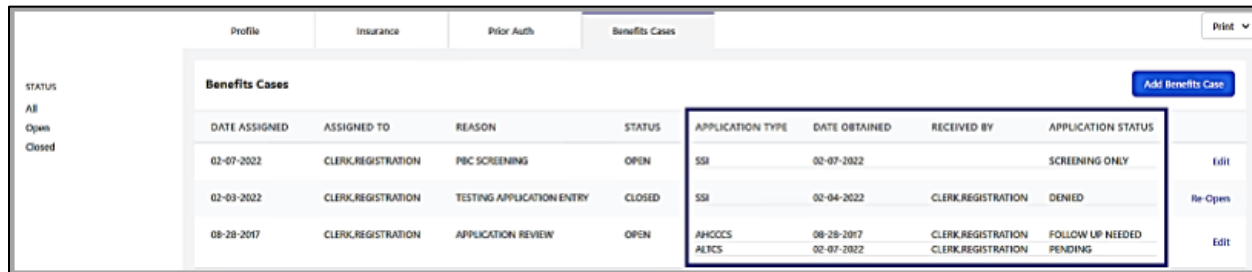 Profile Insurance Prior Auth Benefits Cases Print
STATUS
All
Open
Closed
Benefits Cases Add Benefits Case
DATE ASSIGNED ASSIGNED TO REASON STATUS APPLICATION TYPE DATE OBTAINED RECEIVED BY APPLICATION STATUS
02-07-2022 CLERK,REGISTRATION PBC SCREENING OPEN SSI 02-07-2022 SCREENING ONLY Edit
02-03-2022 CLERK,REGISTRATION TESTING APPLICATION ENTRY CLOSED SSI 02-04-2022 CLERK,REGISTRATION DENIED Re-Open
08-28-2017 CLERK,REGISTRATION APPLICATION REVIEW OPEN AHCCCS 08-28-2017 CLERK,REGISTRATION FOLLOW UP NEEDED Edit
ALTCS 02-07-2022 CLERK,REGISTRATION PENDING